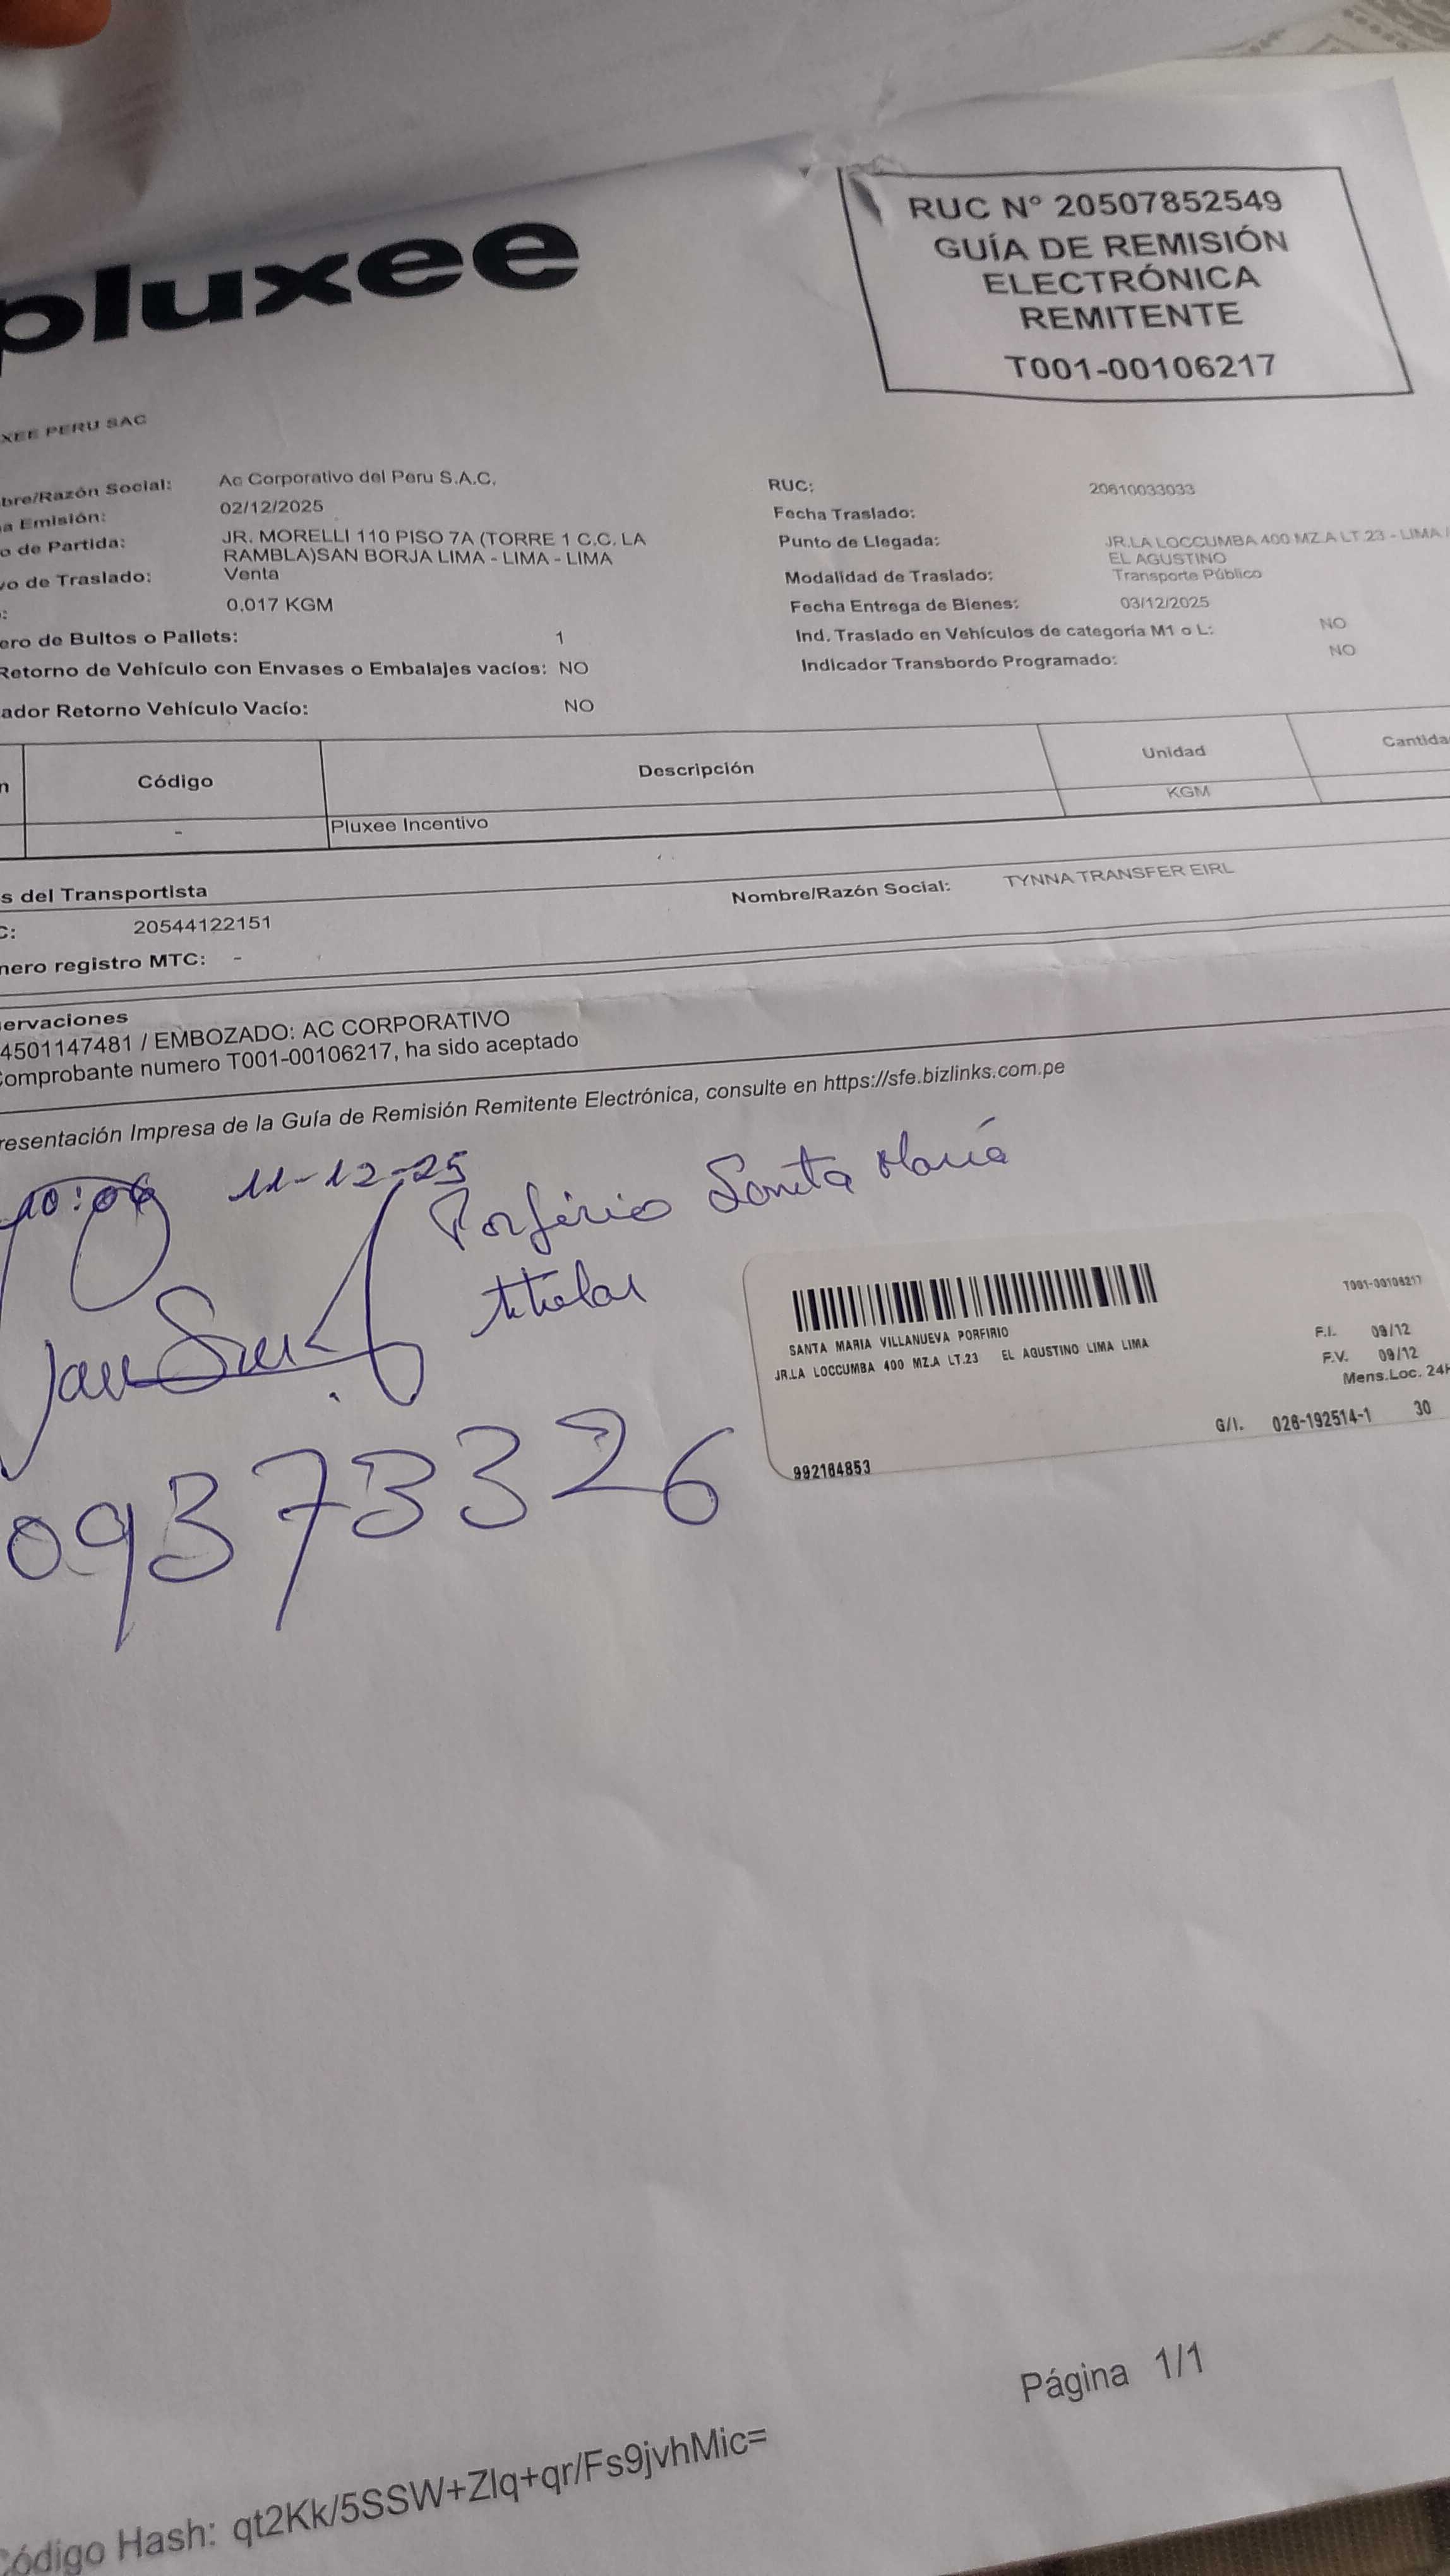 pluxee
RUC N° 20507852549
GUÍA DE REMISIÓN
ELECTRÓNICA
REMITENTE
T001-00106217
XEE PERU SAC
bre/Razón Social: Ac Corporativo del Peru S.A.C.
a Emisión: 02/12/2025
o de Partida: JR. MORELLI 110 PISO 7A (TORRE 1 C.C. LA
RAMBLA)SAN BORJA LIMA - LIMA - LIMA
vo de Traslado: Venta
: 0.017 KGM
ero de Bultos o Pallets: 1
Retorno de Vehículo con Envases o Embalajes vacíos: NO
ador Retorno Vehículo Vacío: NO
RUC: 20610033033
Fecha Traslado:
Punto de Llegada: JR.LA LOCCUMBA 400 MZ.A LT.23 - LIMA /
EL AGUSTINO
Modalidad de Traslado: Transporte Público
Fecha Entrega de Bienes: 03/12/2025
Ind. Traslado en Vehículos de categoría M1 o L: NO
Indicador Transbordo Programado: NO
n Código Descripción Unidad Cantida
- Pluxee Incentivo KGM
s del Transportista
C: 20544122151 Nombre/Razón Social: TYNNA TRANSFER EIRL
nero registro MTC: -
ervaciones
4501147481 / EMBOZADO: AC CORPORATIVO
Comprobante numero T001-00106217, ha sido aceptado
resentación Impresa de la Guía de Remisión Remitente Electrónica, consulte en https://sfe.bizlinks.com.pe
10:06 11-12-25 Porfirio Santa María
titular
09373326
T001-00106217
SANTA MARIA VILLANUEVA PORFIRIO
JR.LA LOCCUMBA 400 MZ.A LT.23 EL AGUSTINO LIMA LIMA
F.I. 09/12
F.V. 09/12
Mens.Loc. 24H
G/I. 026-192514-1 30
992164853
Página 1/1
Código Hash: qt2Kk/5SSW+Zlq+qr/Fs9jvhMic=